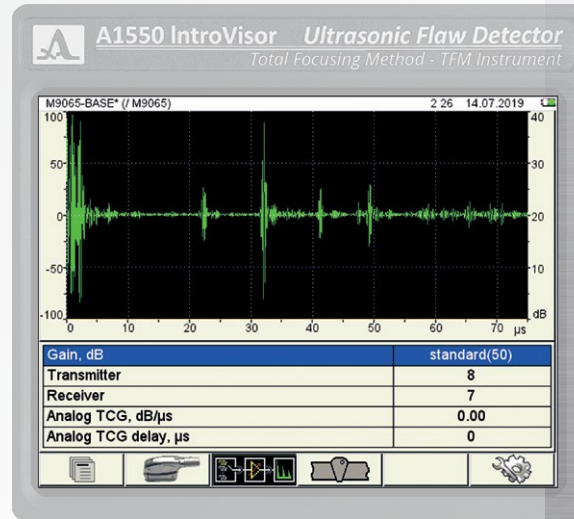 A1550 IntroVisor Ultrasonic Flaw Detector
Total Focusing Method - TFM Instrument
M9065-BASE* (/ M9065) 2 26 14.07.2019
100 40
50 30
0 20
-50 10
-100 dB
0 10 20 30 40 50 60 70 µs
Gain, dB standard(50)
Transmitter 8
Receiver 7
Analog TCG, dB/µs 0.00
Analog TCG delay, µs 0